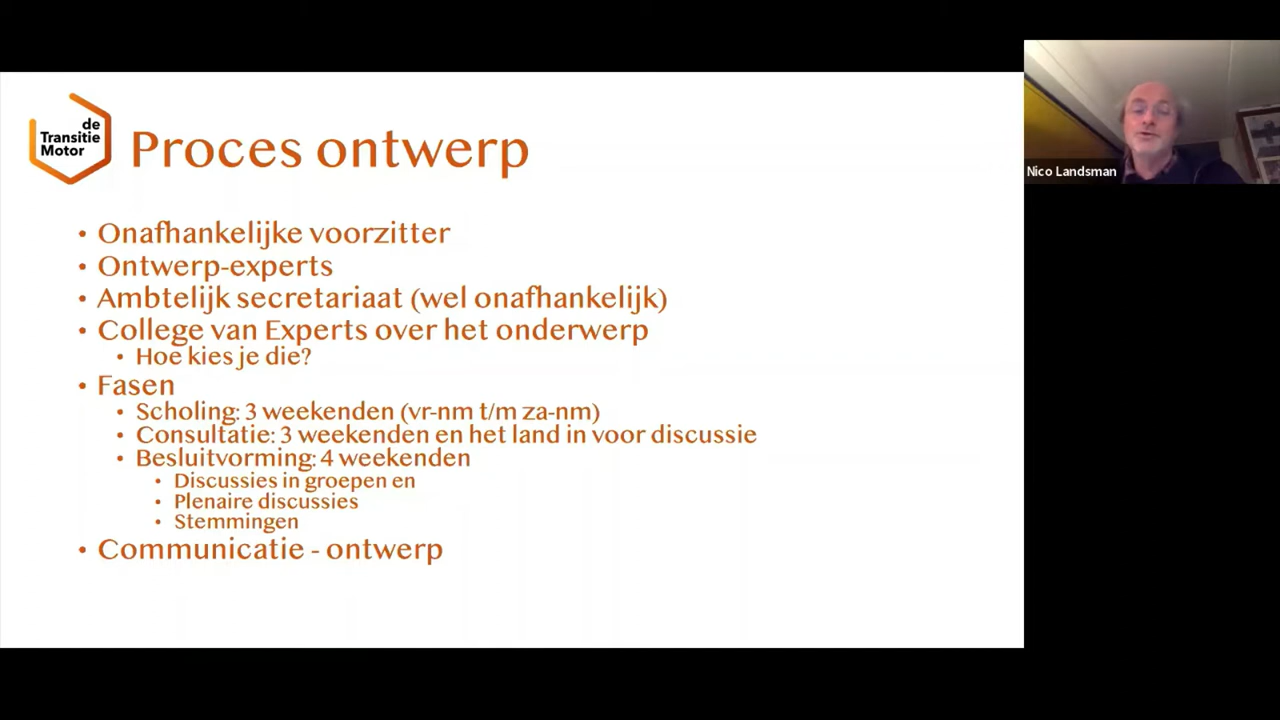 de
Transitie
Motor
Proces ontwerp
• Onafhankelijke voorzitter
• Ontwerp-experts
• Ambtelijk secretariaat (wel onafhankelijk)
• College van Experts over het onderwerp
• Hoe kies je die?
• Fasen
• Scholing: 3 weekenden (vr-nm t/m za-nm)
• Consultatie: 3 weekenden en het land in voor discussie
• Besluitvorming: 4 weekenden
• Discussies in groepen en
• Plenaire discussies
• Stemmingen
• Communicatie - ontwerp
Nico Landsman